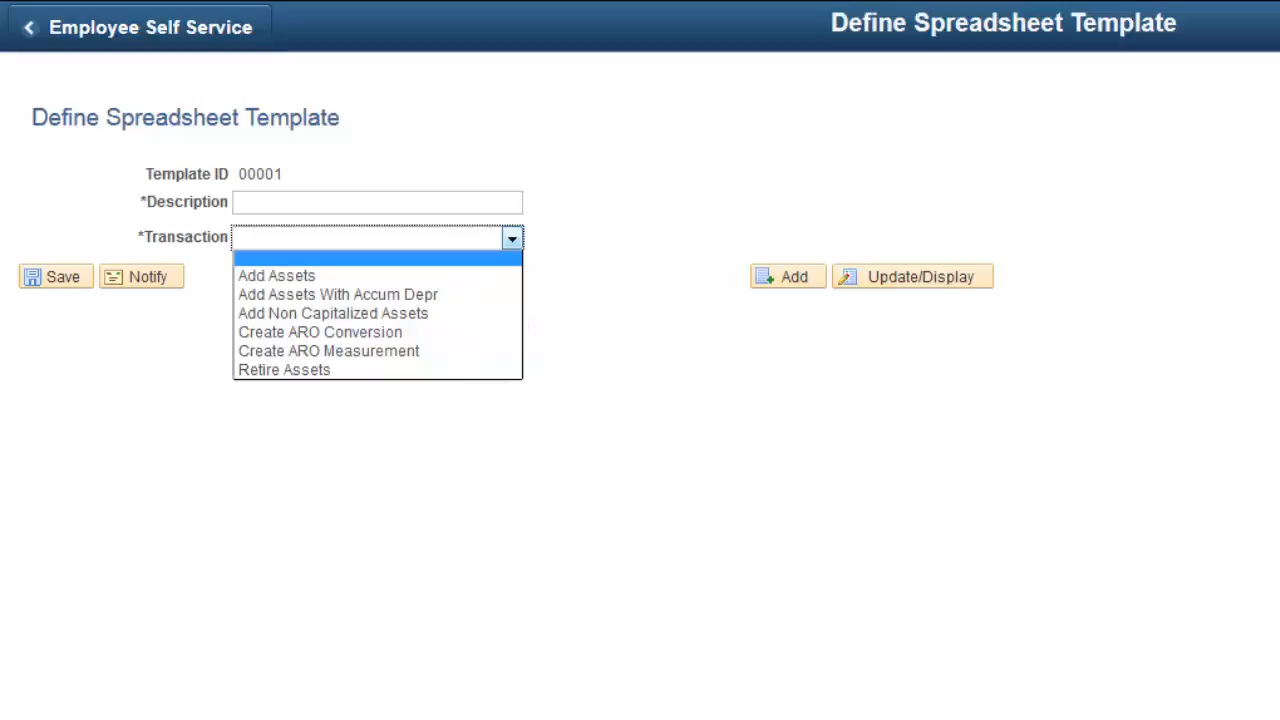 Employee Self Service
Define Spreadsheet Template
Define Spreadsheet Template
Template ID 00001
*Description
*Transaction
Add Assets
Add Assets With Accum Depr
Add Non Capitalized Assets
Create ARO Conversion
Create ARO Measurement
Retire Assets
Save Notify Add Update/Display